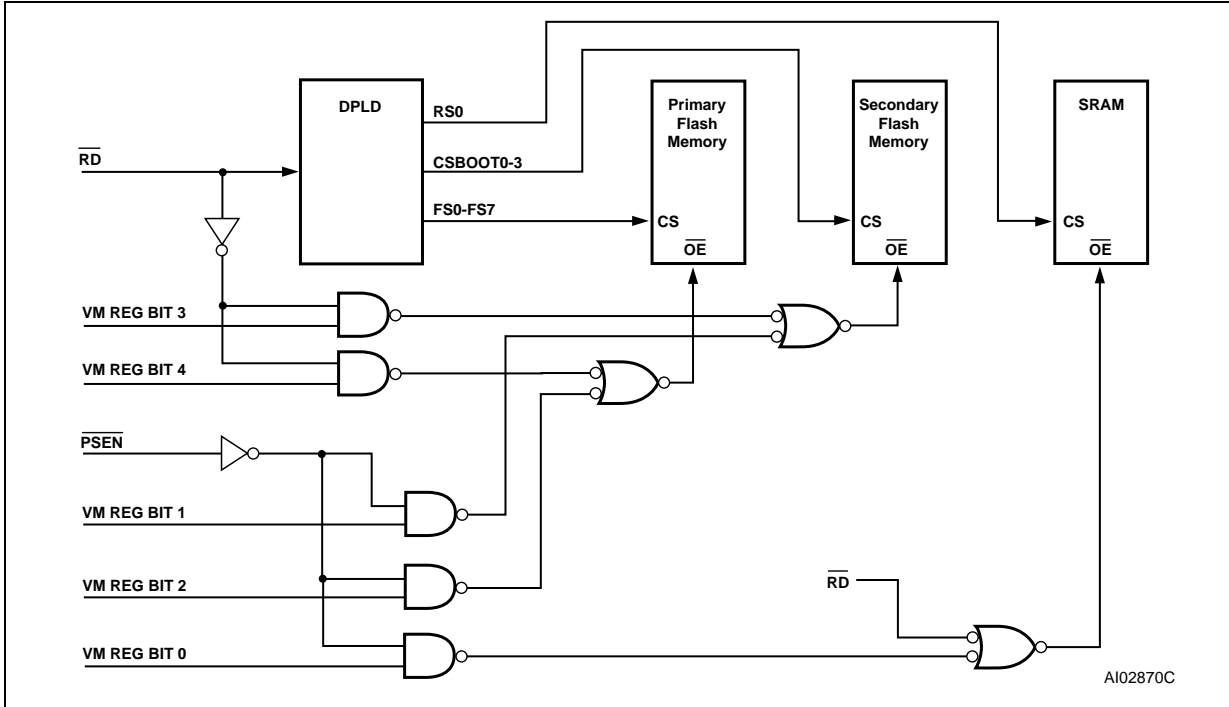 DPLD
RS0
CSBOOT0-3
FS0-FS7
Primary
Flash
Memory
CS
OE
Secondary
Flash
Memory
CS
OE
SRAM
CS
OE
RD
VM REG BIT 3
VM REG BIT 4
PSEN
VM REG BIT 1
VM REG BIT 2
RD
VM REG BIT 0
AI02870C